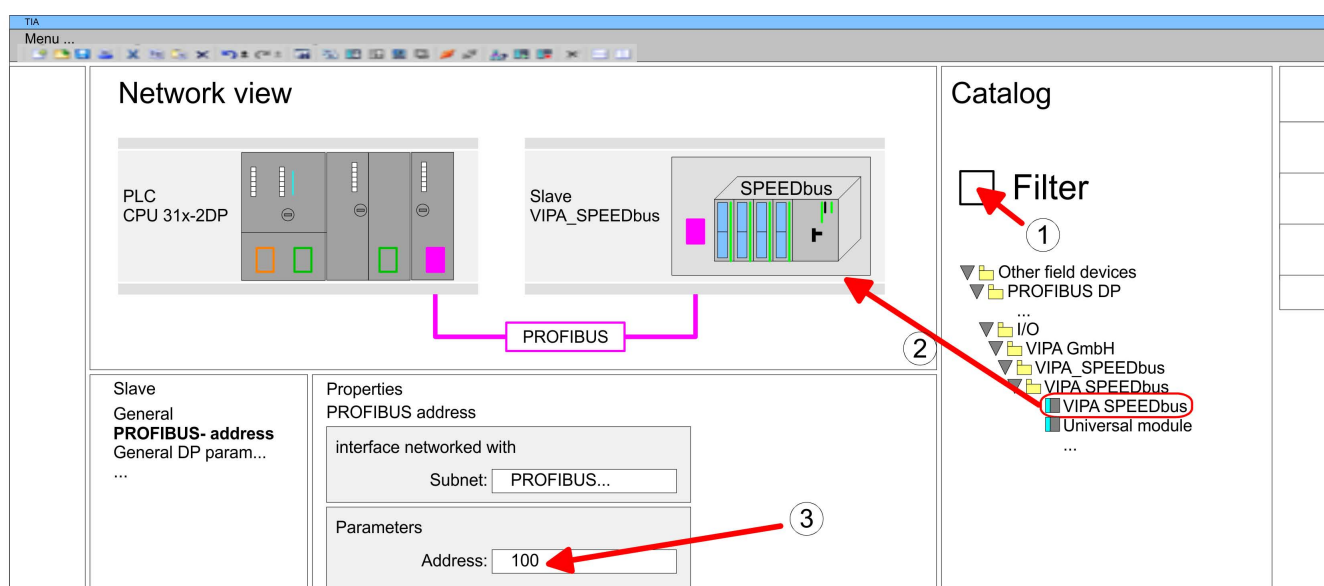 TIA
Menu ...
Network view
PLC
CPU 31x-2DP
Slave
VIPA_SPEEDbus
SPEEDbus
PROFIBUS
Catalog
Filter
1
Other field devices
PROFIBUS DP
...
I/O
VIPA GmbH
VIPA_SPEEDbus
VIPA SPEEDbus
VIPA SPEEDbus
Universal module
...
2
Slave
General
PROFIBUS- address
General DP param...
...
Properties
PROFIBUS address
interface networked with
Subnet: PROFIBUS...
Parameters
Address: 100
3